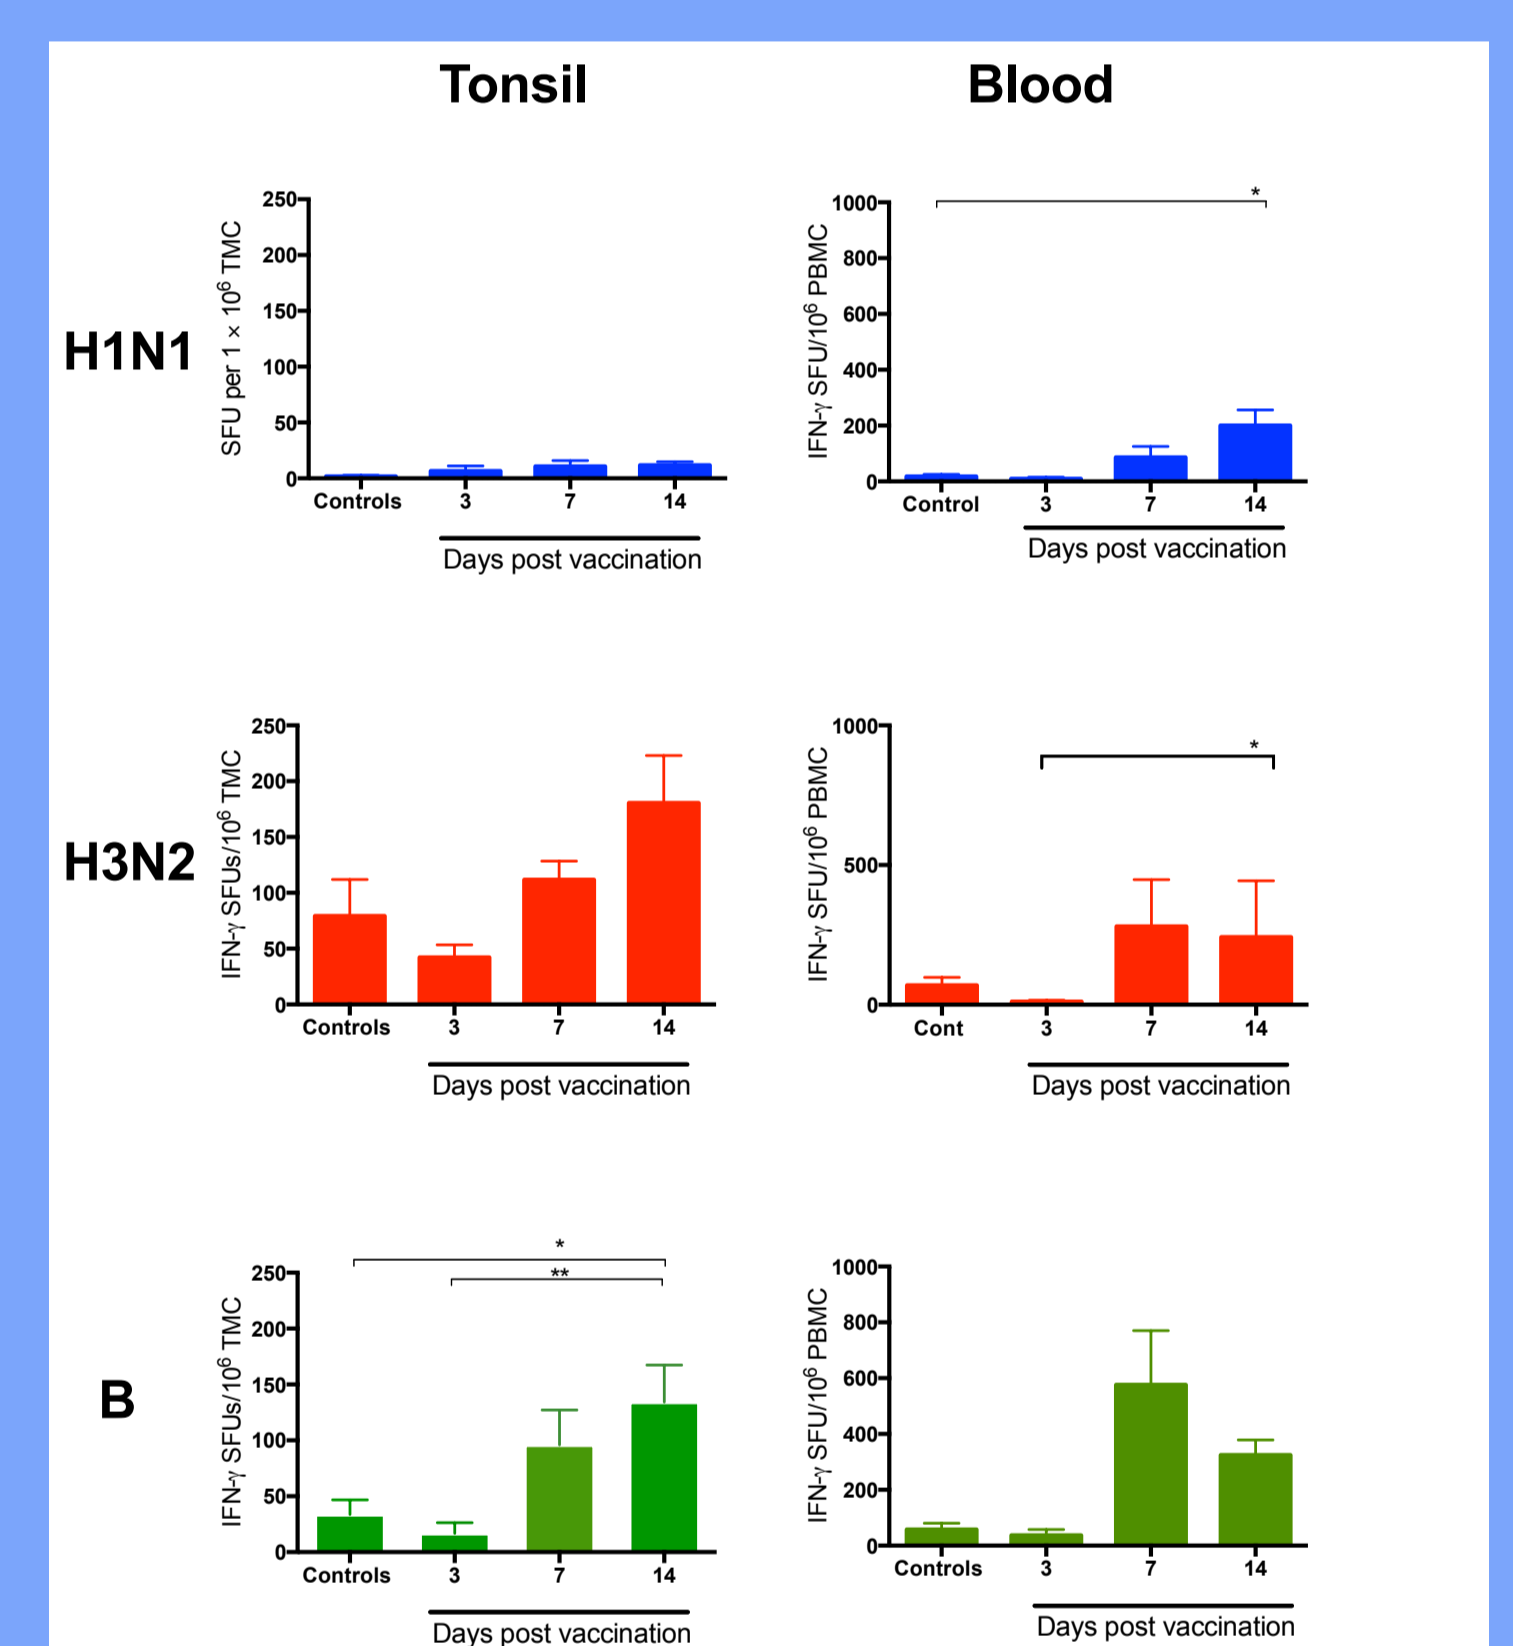 Tonsil
Blood
H1N1
SFU per 1 × 10⁶ TMC
250
200
150
100
50
0
Controls 3 7 14
Days post vaccination
IFN-γ SFU/10⁶ PBMC
1000
800
600
400
200
0
*
Control 3 7 14
Days post vaccination
H3N2
IFN-γ SFUs/10⁶ TMC
250
200
150
100
50
0
Controls 3 7 14
Days post vaccination
IFN-γ SFU/10⁶ PBMC
1000
500
0
*
Cont 3 7 14
Days post vaccination
B
IFN-γ SFUs/10⁶ TMC
250
200
150
100
50
0
*
**
Controls 3 7 14
Days post vaccination
IFN-γ SFU/10⁶ PBMC
1000
800
600
400
200
0
Controls 3 7 14
Days post vaccination